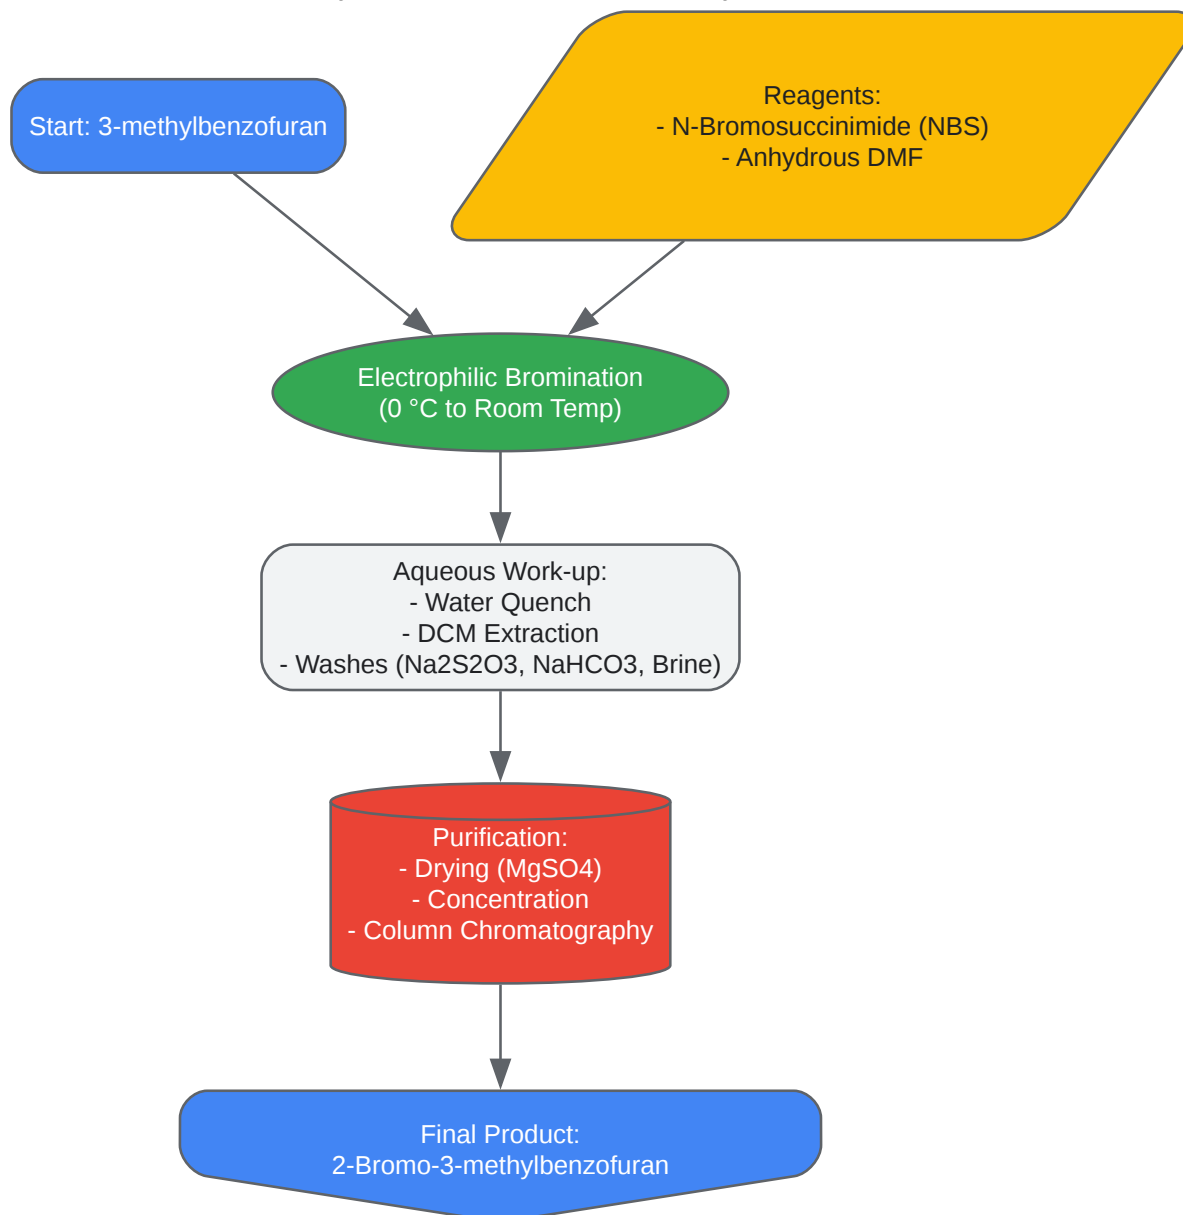 Start: 3-methylbenzofuran
Reagents:
- N-Bromosuccinimide (NBS)
- Anhydrous DMF
Electrophilic Bromination
(0 °C to Room Temp)
Aqueous Work-up:
- Water Quench
- DCM Extraction
- Washes (Na2S2O3, NaHCO3, Brine)
Purification:
- Drying (MgSO4)
- Concentration
- Column Chromatography
Final Product:
2-Bromo-3-methylbenzofuran